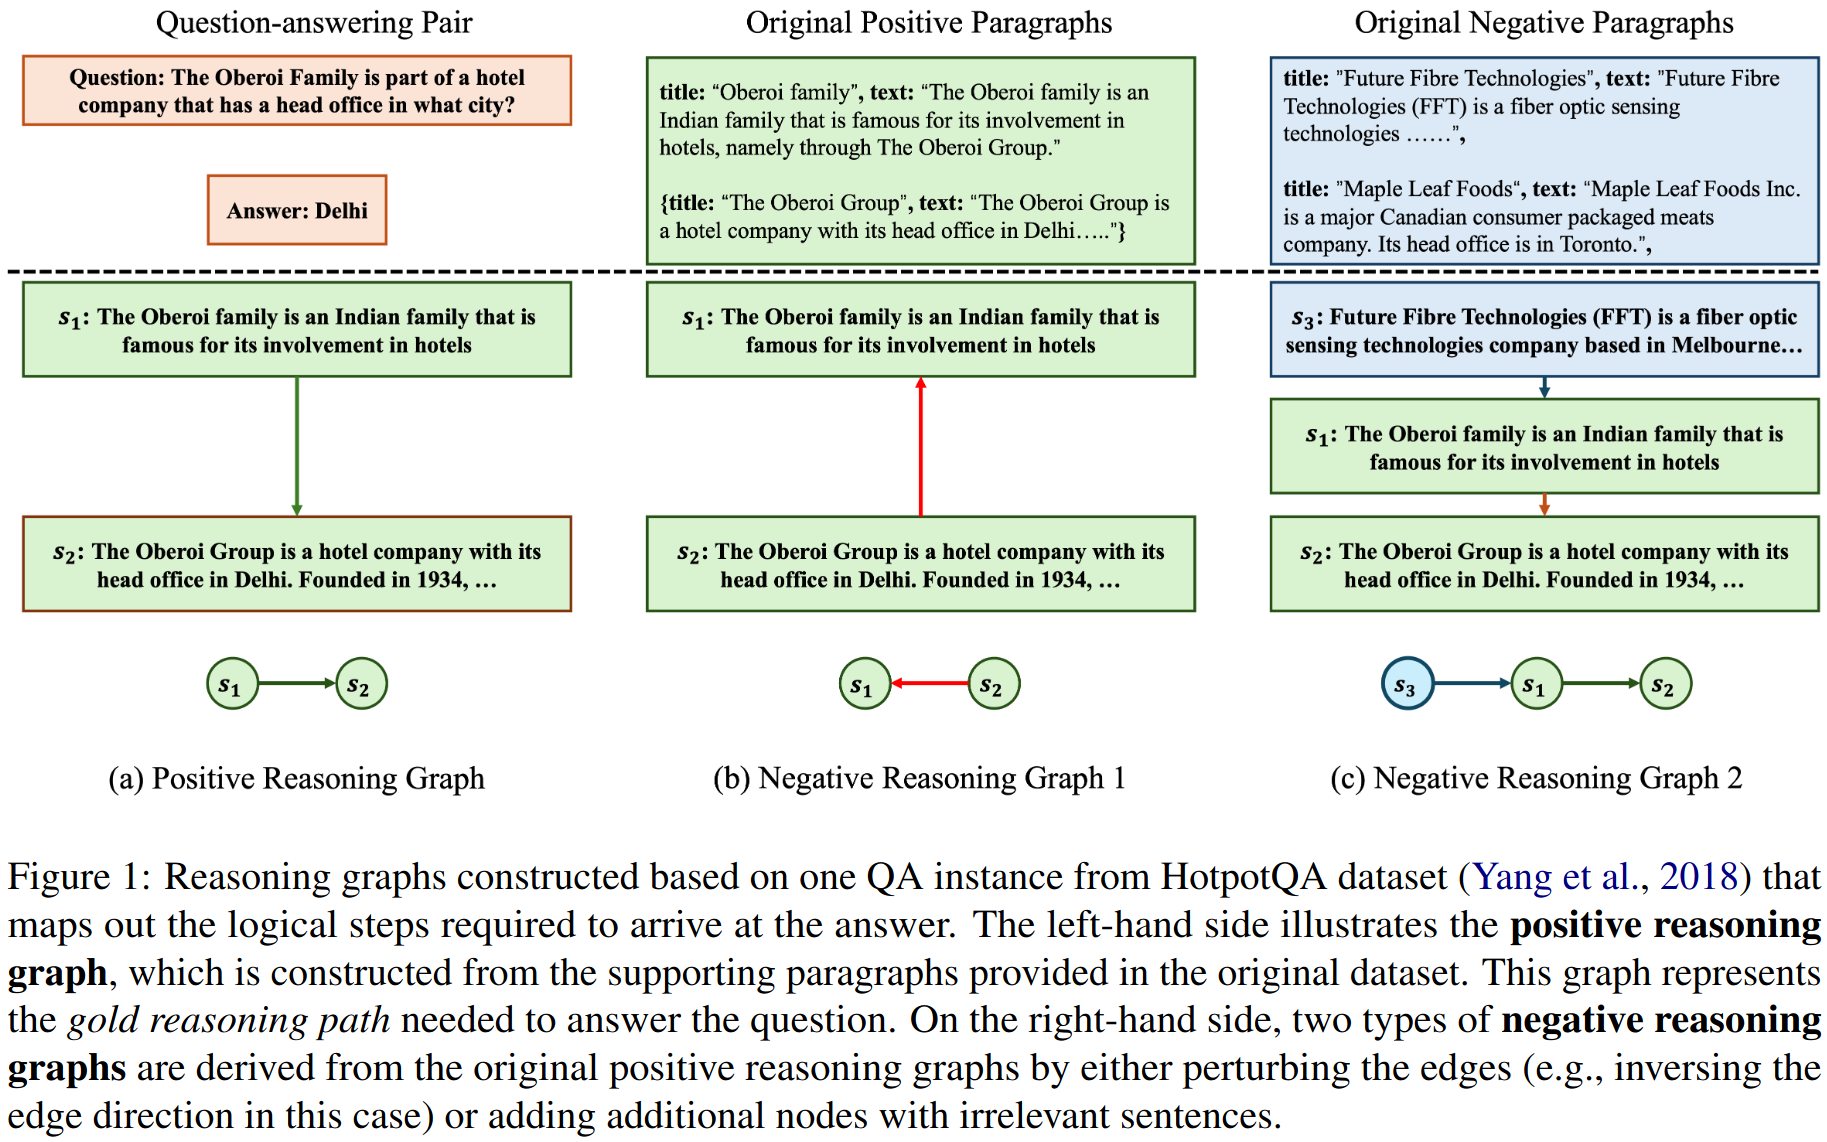 Question-answering Pair
Question: The Oberoi Family is part of a hotel
company that has a head office in what city?
Answer: Delhi
Original Positive Paragraphs
title: “Oberoi family”, text: “The Oberoi family is an
Indian family that is famous for its involvement in
hotels, namely through The Oberoi Group.”
{title: “The Oberoi Group”, text: “The Oberoi Group is
a hotel company with its head office in Delhi…..”}
Original Negative Paragraphs
title: "Future Fibre Technologies", text: "Future Fibre
Technologies (FFT) is a fiber optic sensing
technologies ……",
title: "Maple Leaf Foods“, text: “Maple Leaf Foods Inc.
is a major Canadian consumer packaged meats
company. Its head office is in Toronto.",
s1: The Oberoi family is an Indian family that is
famous for its involvement in hotels
s2: The Oberoi Group is a hotel company with its
head office in Delhi. Founded in 1934, …
s1 s2
(a) Positive Reasoning Graph
s1: The Oberoi family is an Indian family that is
famous for its involvement in hotels
s2: The Oberoi Group is a hotel company with its
head office in Delhi. Founded in 1934, …
s1 s2
(b) Negative Reasoning Graph 1
s3: Future Fibre Technologies (FFT) is a fiber optic
sensing technologies company based in Melbourne…
s1: The Oberoi family is an Indian family that is
famous for its involvement in hotels
s2: The Oberoi Group is a hotel company with its
head office in Delhi. Founded in 1934, …
s3 s1 s2
(c) Negative Reasoning Graph 2
Figure 1: Reasoning graphs constructed based on one QA instance from HotpotQA dataset (Yang et al., 2018) that
maps out the logical steps required to arrive at the answer. The left-hand side illustrates the positive reasoning
graph, which is constructed from the supporting paragraphs provided in the original dataset. This graph represents
the gold reasoning path needed to answer the question. On the right-hand side, two types of negative reasoning
graphs are derived from the original positive reasoning graphs by either perturbing the edges (e.g., inversing the
edge direction in this case) or adding additional nodes with irrelevant sentences.